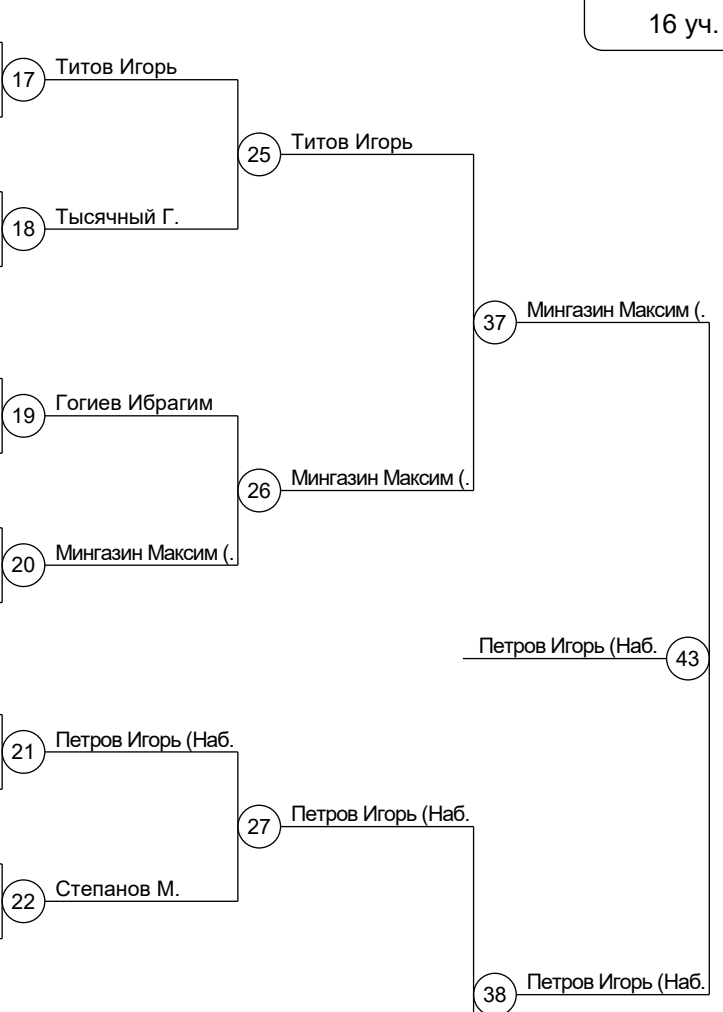 16 уч.
17 Титов Игорь
25 Титов Игорь
18 Тысячный Г.
37 Мингазин Максим (.
19 Гогиев Ибрагим
26 Мингазин Максим (.
20 Мингазин Максим (.
Петров Игорь (Наб. 43
21 Петров Игорь (Наб.
27 Петров Игорь (Наб.
22 Степанов М.
38 Петров Игорь (Наб.